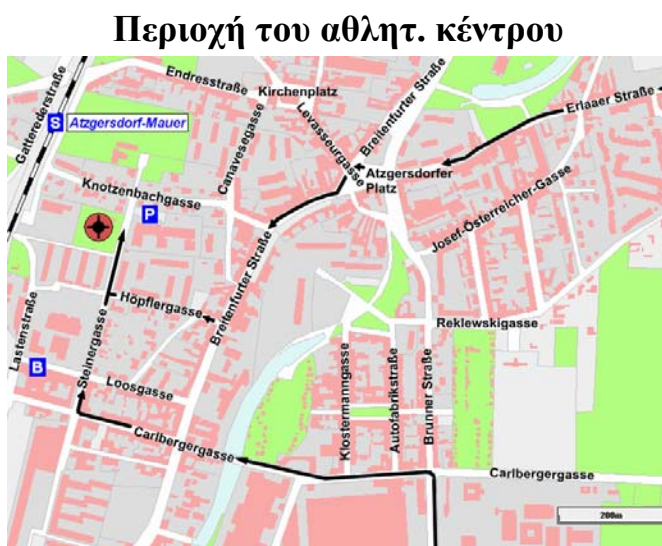 Περιοχή του αθλητ. κέντρου
Gattererderstraße
Endresstraße
Kirchenplatz
Levasseurgasse
Breitenfurter Straße
Erlaaer Straße
S
Atzgersdorf-Mauer
Canavesegasse
Atzgersdorfer
Platz
Knotzenbachgasse
P
Josef-Österreicher-Gasse
Breitenfurter Straße
Höpflergasse
Steinergasse
Lastenstraße
Reklewskigasse
B
Loosgasse
Klostermanngasse
Autofabrikstraße
Brunner Straße
Carlbergergasse
Carlbergergasse
200m